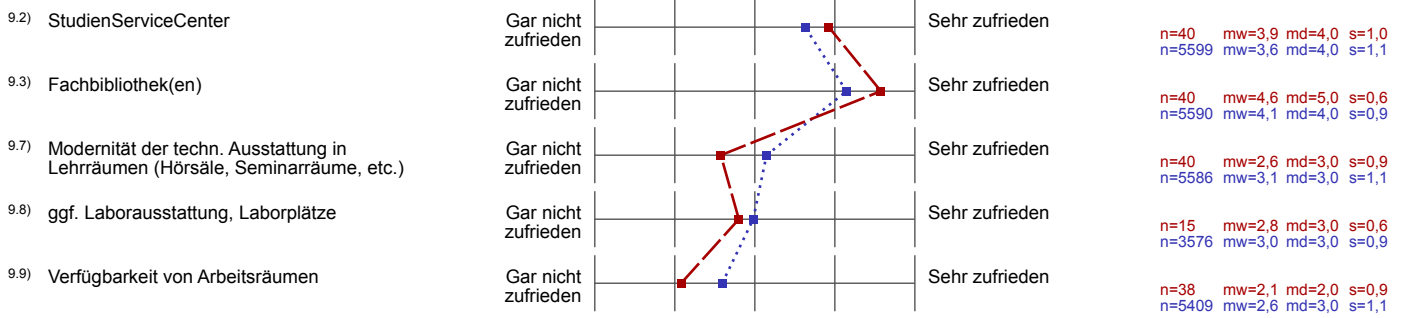 9.2) StudienServiceCenter
Gar nicht
zufrieden
Sehr zufrieden
n=40 mw=3,9 md=4,0 s=1,0
n=5599 mw=3,6 md=4,0 s=1,1
9.3) Fachbibliothek(en)
Gar nicht
zufrieden
Sehr zufrieden
n=40 mw=4,6 md=5,0 s=0,6
n=5590 mw=4,1 md=4,0 s=0,9
9.7) Modernität der techn. Ausstattung in
Lehrräumen (Hörsäle, Seminarräume, etc.)
Gar nicht
zufrieden
Sehr zufrieden
n=40 mw=2,6 md=3,0 s=0,9
n=5586 mw=3,1 md=3,0 s=1,1
9.8) ggf. Laborausstattung, Laborplätze
Gar nicht
zufrieden
Sehr zufrieden
n=15 mw=2,8 md=3,0 s=0,6
n=3576 mw=3,0 md=3,0 s=0,9
9.9) Verfügbarkeit von Arbeitsräumen
Gar nicht
zufrieden
Sehr zufrieden
n=38 mw=2,1 md=2,0 s=0,9
n=5409 mw=2,6 md=3,0 s=1,1